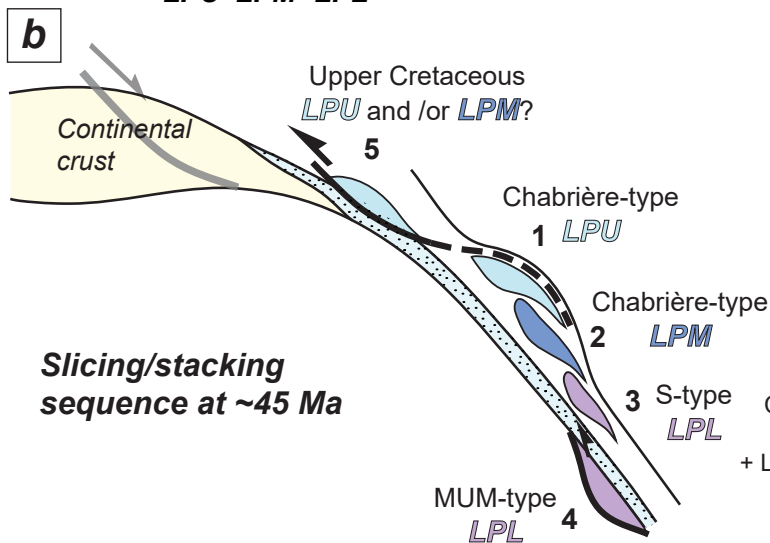 b
Upper Cretaceous
LPU and /or LPM?
5
Continental
crust
Chabrière-type
1 LPU
Chabrière-type
2 LPM
Slicing/stacking
sequence at ~45 Ma
3 S-type
LPL
+ L
MUM-type
LPL 4